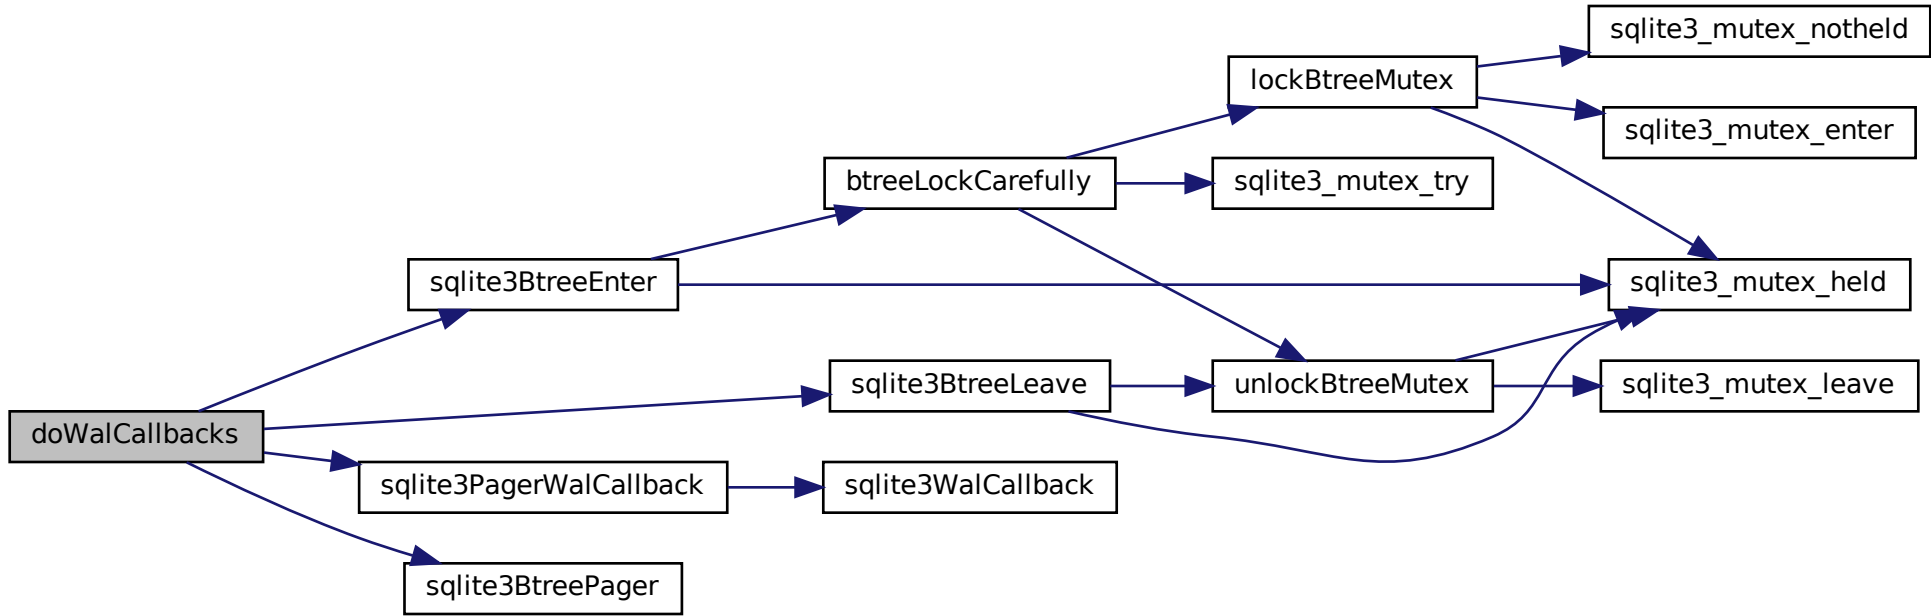 sqlite3_mutex_notheld
lockBtreeMutex
sqlite3_mutex_enter
btreeLockCarefully
sqlite3_mutex_try
sqlite3BtreeEnter
sqlite3_mutex_held
sqlite3BtreeLeave
unlockBtreeMutex
sqlite3_mutex_leave
doWalCallbacks
sqlite3PagerWalCallback
sqlite3WalCallback
sqlite3BtreePager